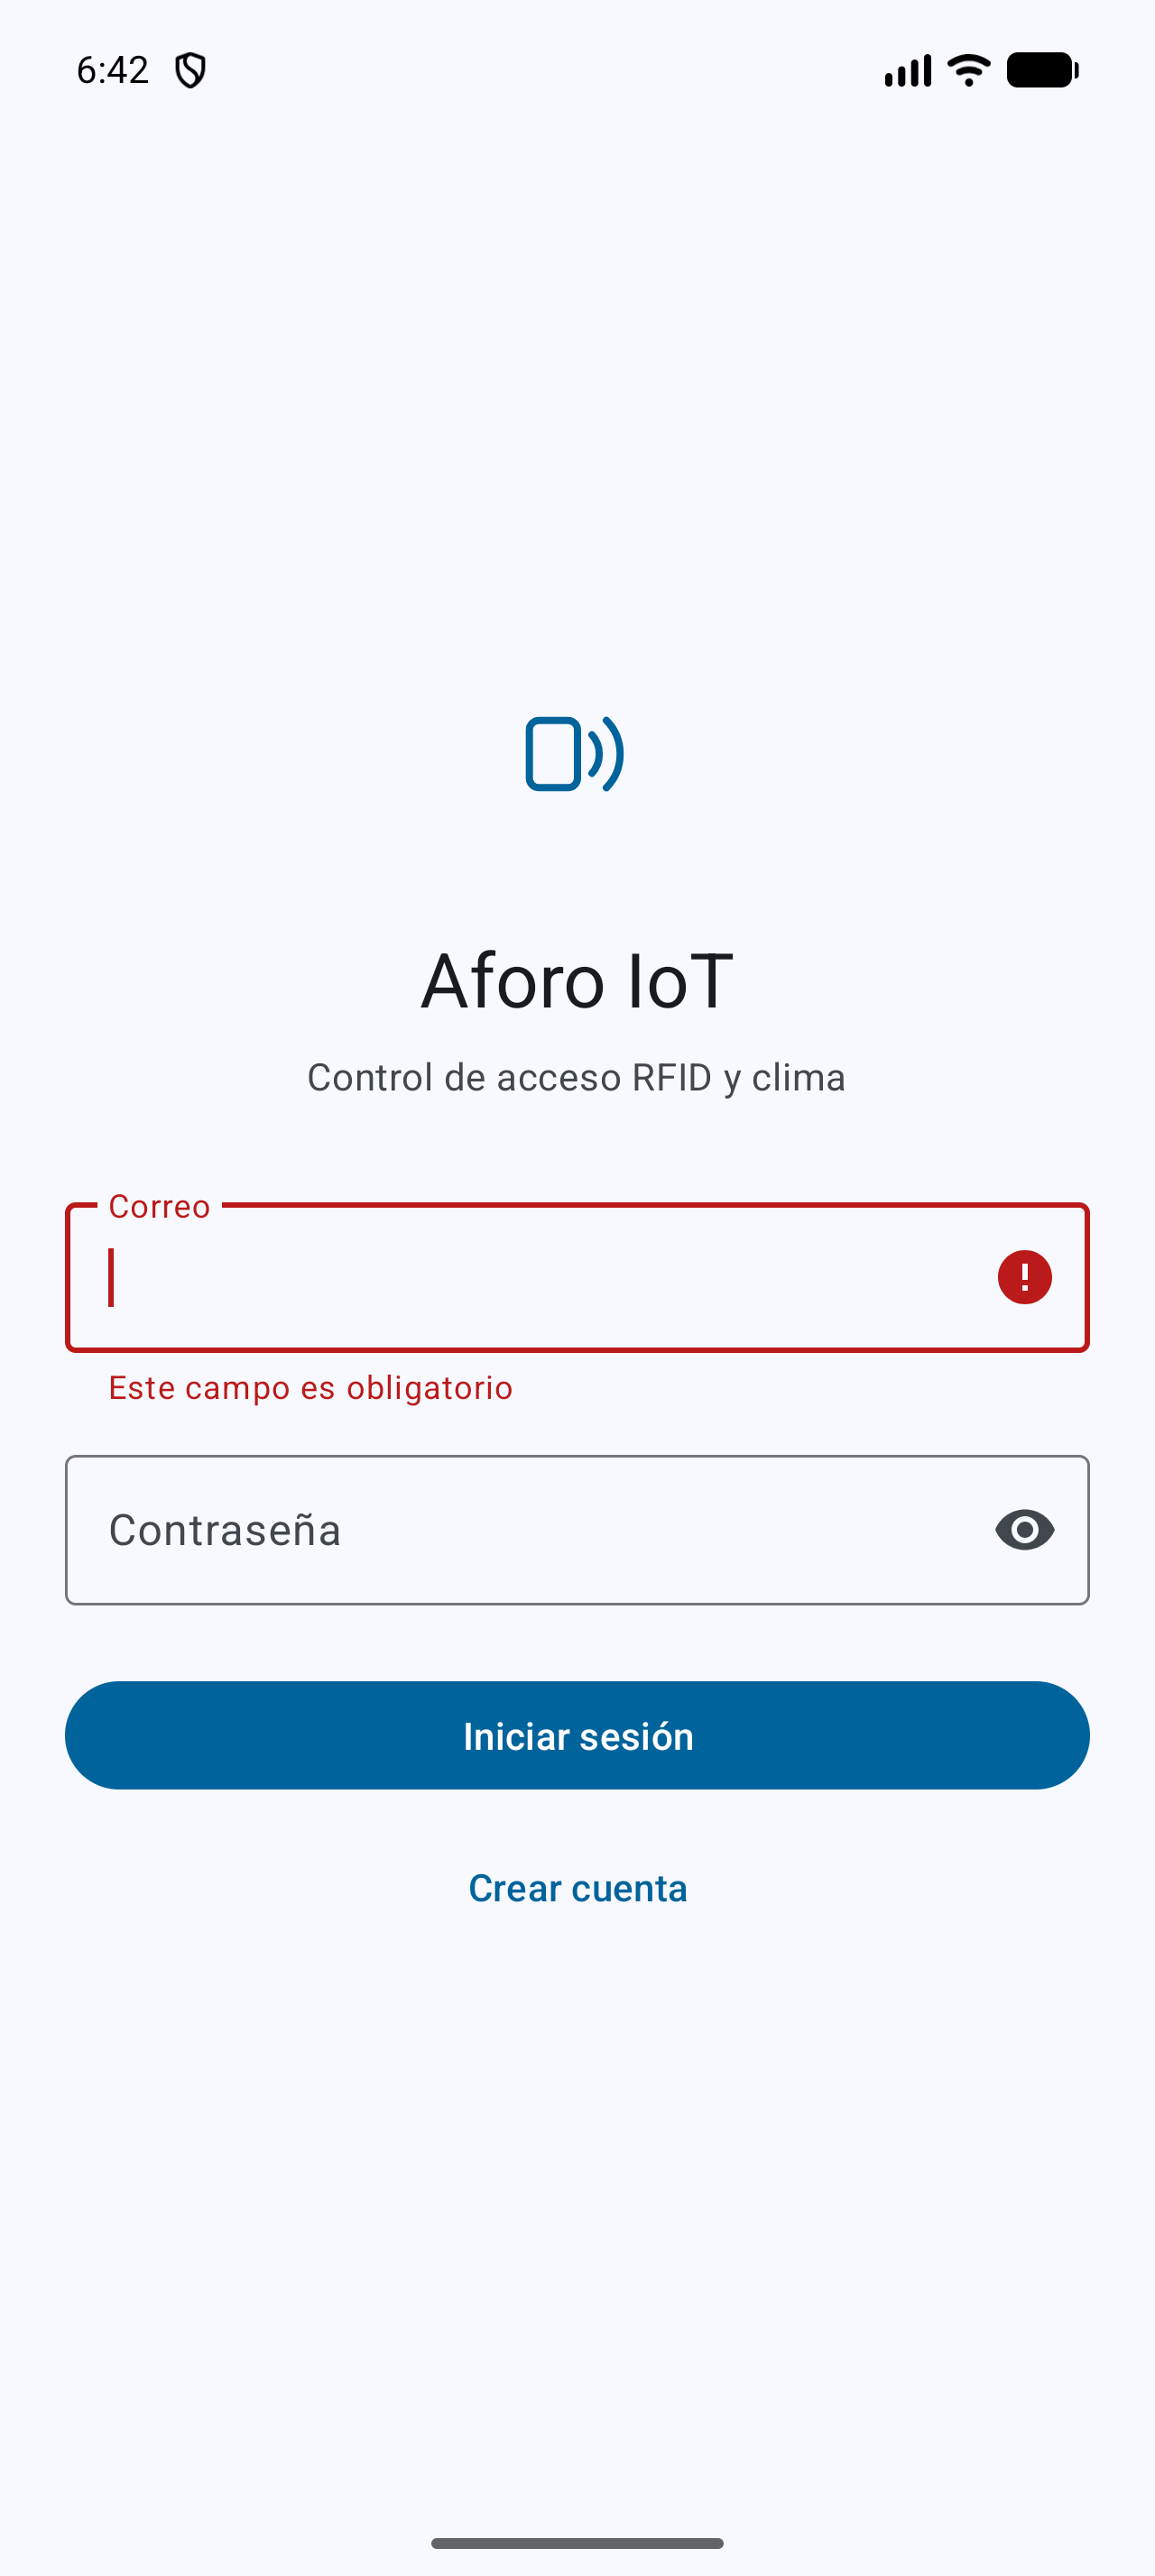 6:42
Aforo IoT
Control de acceso RFID y clima
Correo
Este campo es obligatorio
Contraseña
Iniciar sesión
Crear cuenta